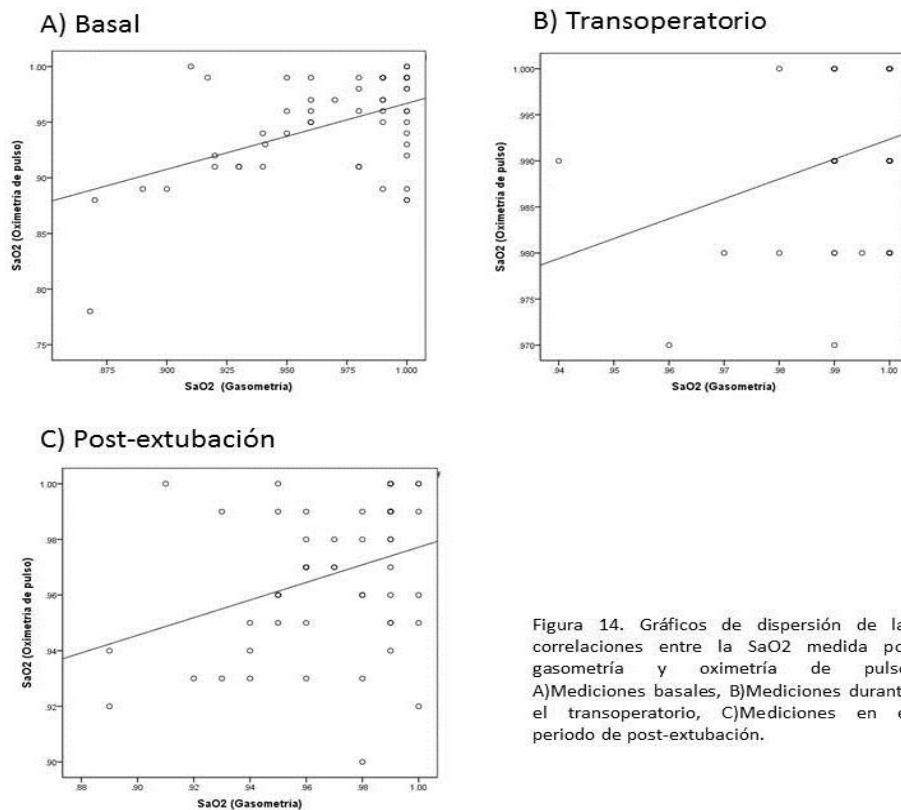 A) Basal
1.00
.95
.90
.85
.80
.75
SaO2 (Oximetría de pulso)
.875
.900
.925
.950
.975
1.000
SaO2 (Gasometría)
B) Transoperatorio
1.000
.995
.990
.985
.980
.975
.970
SaO2 (Oximetría de pulso)
.94
.95
.96
.97
.98
.99
1.00
SaO2 (Gasometría)
C) Post-extubación
1.00
.98
.96
.94
.92
.90
SaO2 (Oximetría de pulso)
.88
.90
.92
.94
.96
.98
1.00
SaO2 (Gasometría)
Figura 14. Gráficos de dispersión de la
correlaciones entre la SaO2 medida po
gasometría y oximetría de pulso
A)Mediciones basales, B)Mediciones durant
el transoperatorio, C)Mediciones en e
periodo de post-extubación.